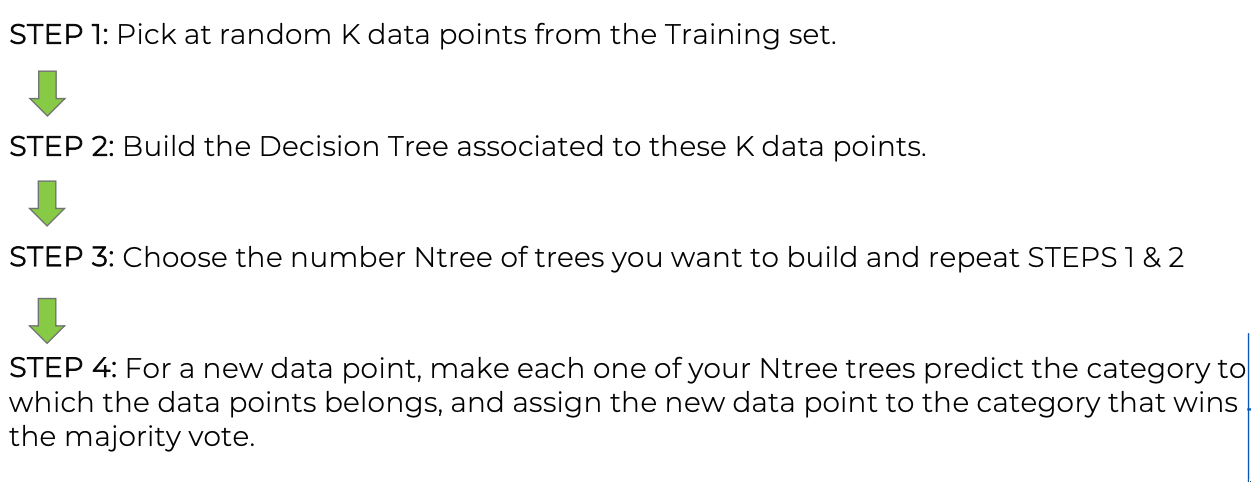 STEP 1: Pick at random K data points from the Training set.
STEP 2: Build the Decision Tree associated to these K data points.
STEP 3: Choose the number Ntree of trees you want to build and repeat STEPS 1 & 2
STEP 4: For a new data point, make each one of your Ntree trees predict the category to
which the data points belongs, and assign the new data point to the category that wins
the majority vote.